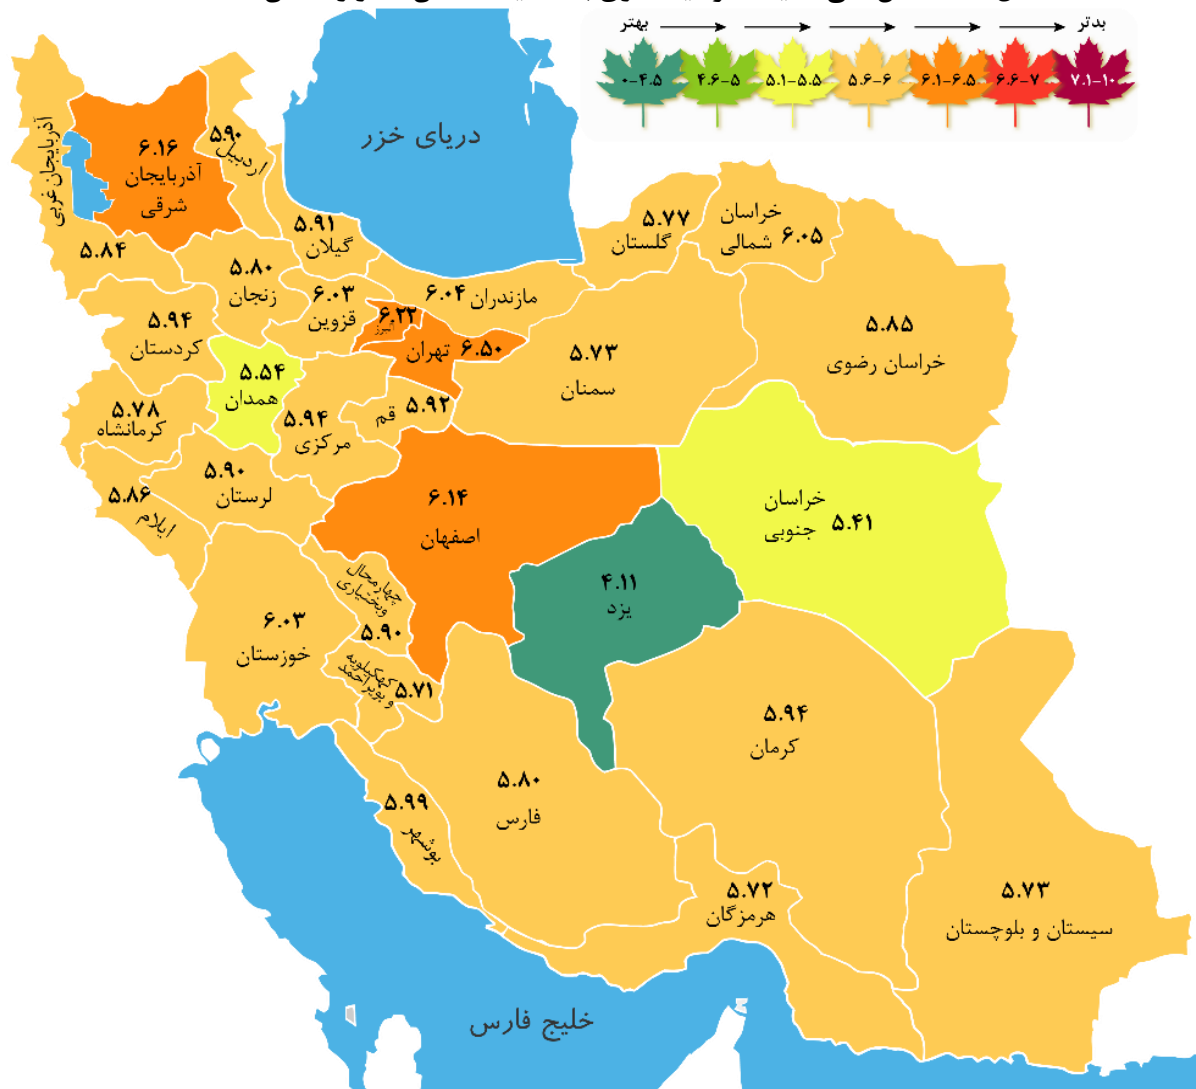 بهتر
بدتر
۰-۴.۵
۴.۶-۵
۵.۱-۵.۵
۵.۶-۶
۶.۱-۶.۵
۶.۶-۷
۷.۱-۱۰
دریای خزر
آذربایجان غربی
۵.۸۴
۶.۱۶
آذربایجان
شرقی
۵.۹۰
اردبیل
۵.۹۱
گیلان
۵.۸۰
زنجان
۶.۰۳
قزوین
۶.۲۲
البرز
تهران ۶.۵۰
۶.۰۴ مازندران
۵.۷۷
گلستان
خراسان
شمالی ۶.۰۵
۵.۸۵
خراسان رضوی
۵.۷۳
سمنان
۵.۹۴
کردستان
۵.۵۴
همدان
۵.۷۸
کرمانشاه
۵.۹۴
مرکزی
قم ۵.۹۲
۵.۹۰
لرستان
۵.۸۶
ایلام
۶.۱۴
اصفهان
خراسان
جنوبی ۵.۴۱
۴.۱۱
یزد
چهارمحال
وبختیاری
۵.۹۰
۶.۰۳
خوزستان
کهکیلویه
و بویراحمد
۵.۷۱
۵.۹۴
کرمان
۵.۸۰
فارس
۵.۹۹
بوشهر
۵.۷۲
هرمزگان
۵.۷۳
سیستان و بلوچستان
خلیج فارس